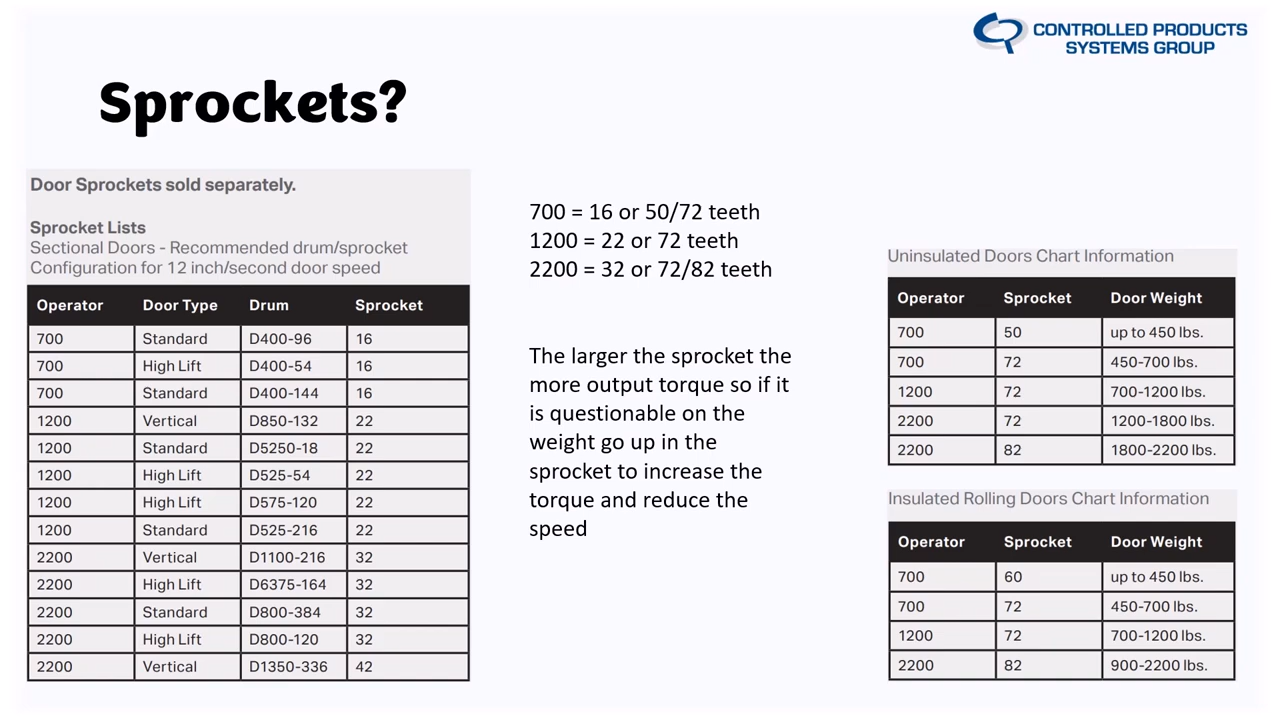 CONTROLLED PRODUCTS
SYSTEMS GROUP
Sprockets?
Door Sprockets sold separately.
Sprocket Lists
Sectional Doors - Recommended drum/sprocket
Configuration for 12 inch/second door speed
Operator Door Type Drum Sprocket
700 Standard D400-96 16
700 High Lift D400-54 16
700 Standard D400-144 16
1200 Vertical D850-132 22
1200 Standard D5250-18 22
1200 High Lift D525-54 22
1200 High Lift D575-120 22
1200 Standard D525-216 22
2200 Vertical D1100-216 32
2200 High Lift D6375-164 32
2200 Standard D800-384 32
2200 High Lift D800-120 32
2200 Vertical D1350-336 42
700 = 16 or 50/72 teeth
1200 = 22 or 72 teeth
2200 = 32 or 72/82 teeth
The larger the sprocket the
more output torque so if it
is questionable on the
weight go up in the
sprocket to increase the
torque and reduce the
speed
Uninsulated Doors Chart Information
Operator Sprocket Door Weight
700 50 up to 450 lbs.
700 72 450-700 lbs.
1200 72 700-1200 lbs.
2200 72 1200-1800 lbs.
2200 82 1800-2200 lbs.
Insulated Rolling Doors Chart Information
Operator Sprocket Door Weight
700 60 up to 450 lbs.
700 72 450-700 lbs.
1200 72 700-1200 lbs.
2200 82 900-2200 lbs.